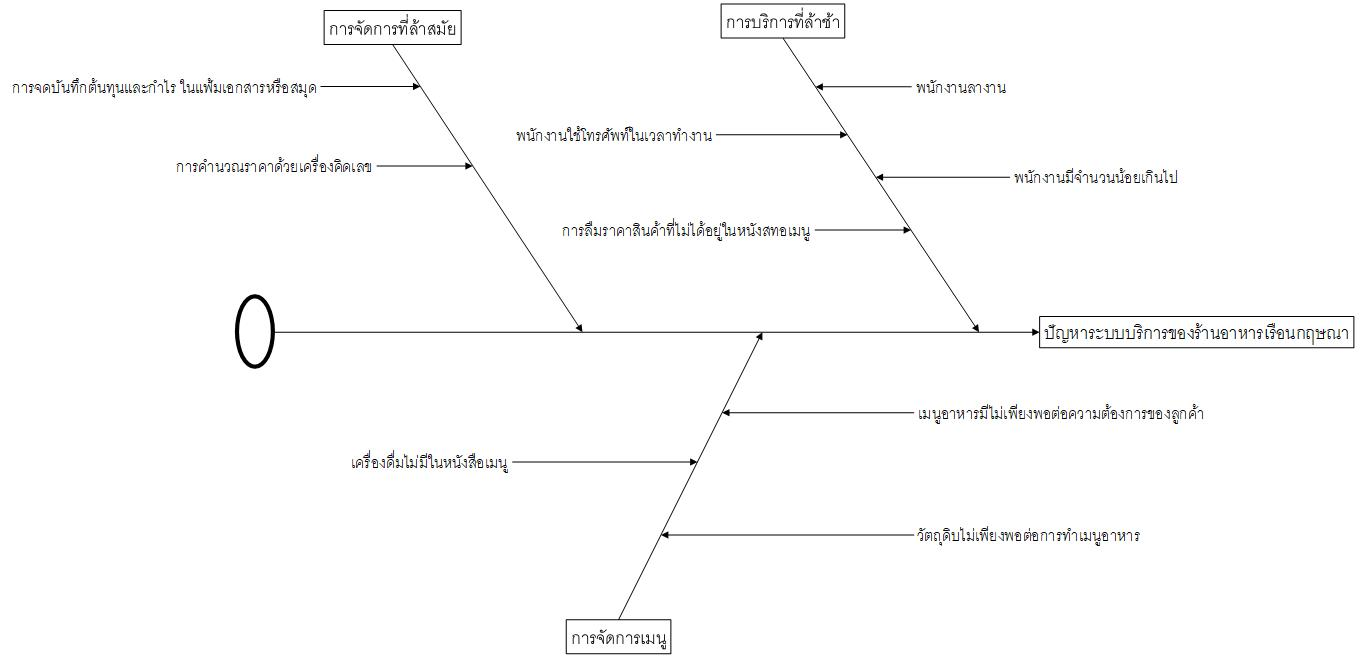 การจัดการที่ล้าสมัย
การบริการที่ล้าช้า
การจดบันทึกต้นทุนและกำไร ในแฟ้มเอกสารหรือสมุด
พนักงานลางาน
พนักงานใช้โทรศัพท์ในเวลาทำงาน
การคำนวณราคาด้วยเครื่องคิดเลข
พนักงานมีจำนวนน้อยเกินไป
การลืมราคาสินค้าที่ไม่ได้อยู่ในหนังสทอเมนู
ปัญหาระบบบริการของร้านอาหารเรือนกฤษณา
เมนูอาหารมีไม่เพียงพอต่อความต้องการของลูกค้า
เครื่องดื่มไม่มีในหนังสือเมนู
วัตถุดิบไม่เพียงพอต่อการทำเมนูอาหาร
การจัดการเมนู